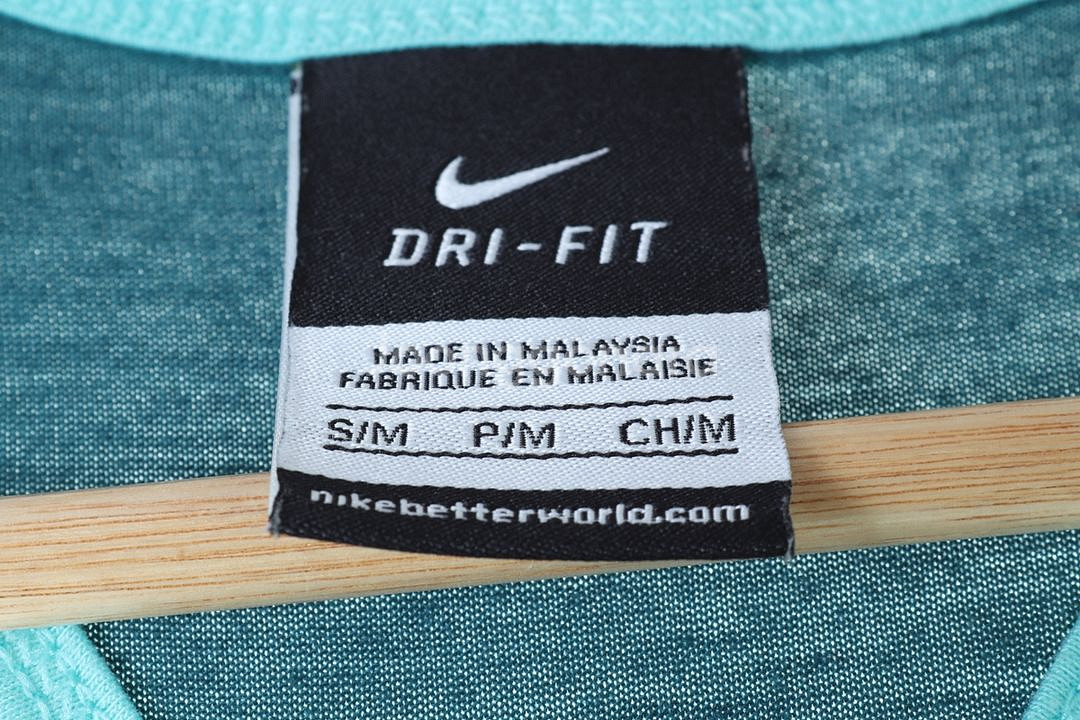 DRI-FIT
MADE IN MALAYSIA
FABRIQUE EN MALAISIE
S/M P/M CH/M
nikebetterworld.com